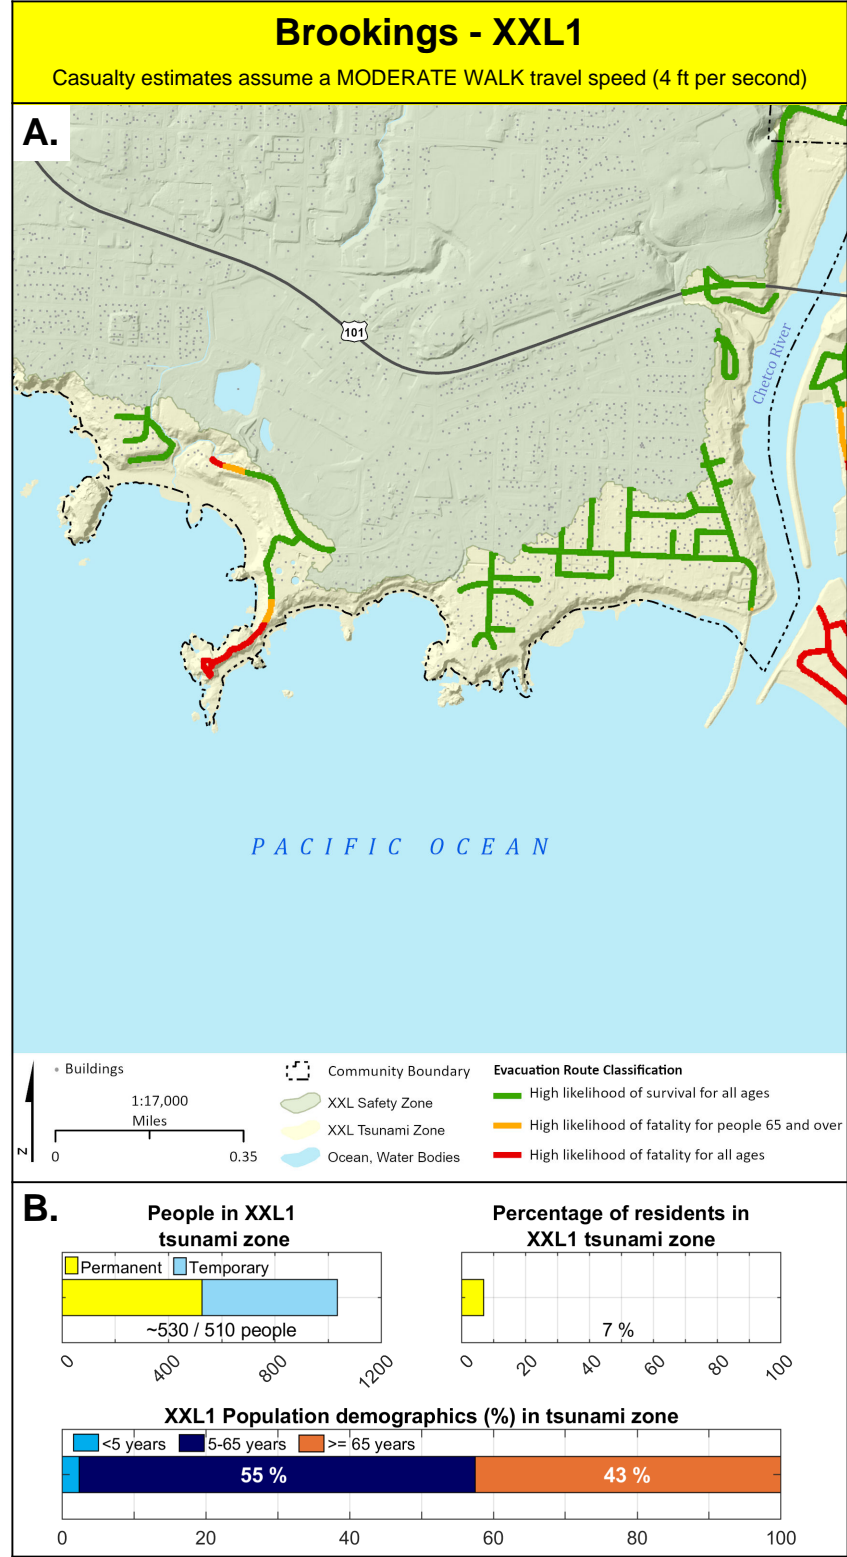 Brookings - XXL1
Casualty estimates assume a MODERATE WALK travel speed (4 ft per second)
A.
101
Chetco River
PACIFIC OCEAN
Buildings
1:17,000
Miles
0 0.35
N
Community Boundary
XXL Safety Zone
XXL Tsunami Zone
Ocean, Water Bodies
Evacuation Route Classification
High likelihood of survival for all ages
High likelihood of fatality for people 65 and over
High likelihood of fatality for all ages
B.
People in XXL1
tsunami zone
Permanent Temporary
~530 / 510 people
0 400 800 1200
Percentage of residents in
XXL1 tsunami zone
7 %
0 20 40 60 80 100
XXL1 Population demographics (%) in tsunami zone
<5 years 5-65 years >= 65 years
55 % 43 %
0 20 40 60 80 100